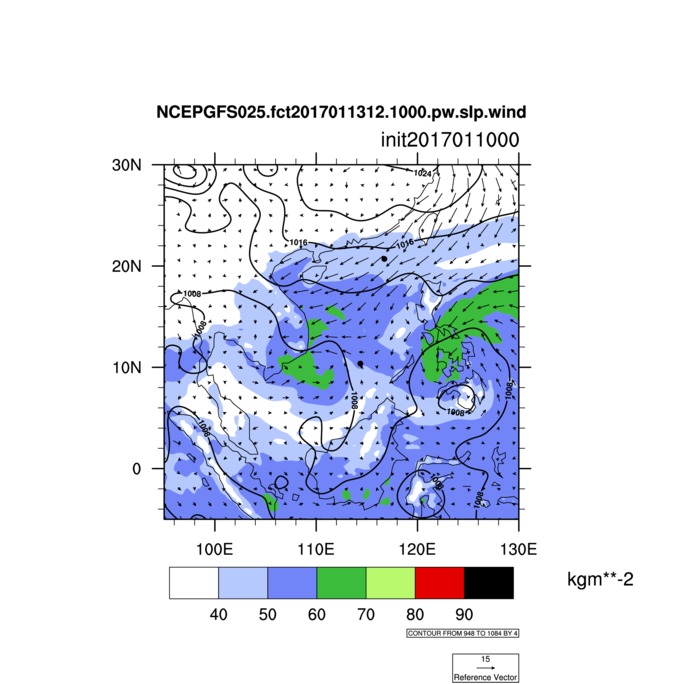 NCEPGFS025.fct2017011312.1000.pw.slp.wind
init2017011000
30N
20N
10N
0
1024
1016
1016
1008
1008
1008
1008
1008
1008
1008
1008
100E 110E 120E 130E
40 50 60 70 80 90
kgm**-2
CONTOUR FROM 948 TO 1084 BY 4
15
Reference Vector